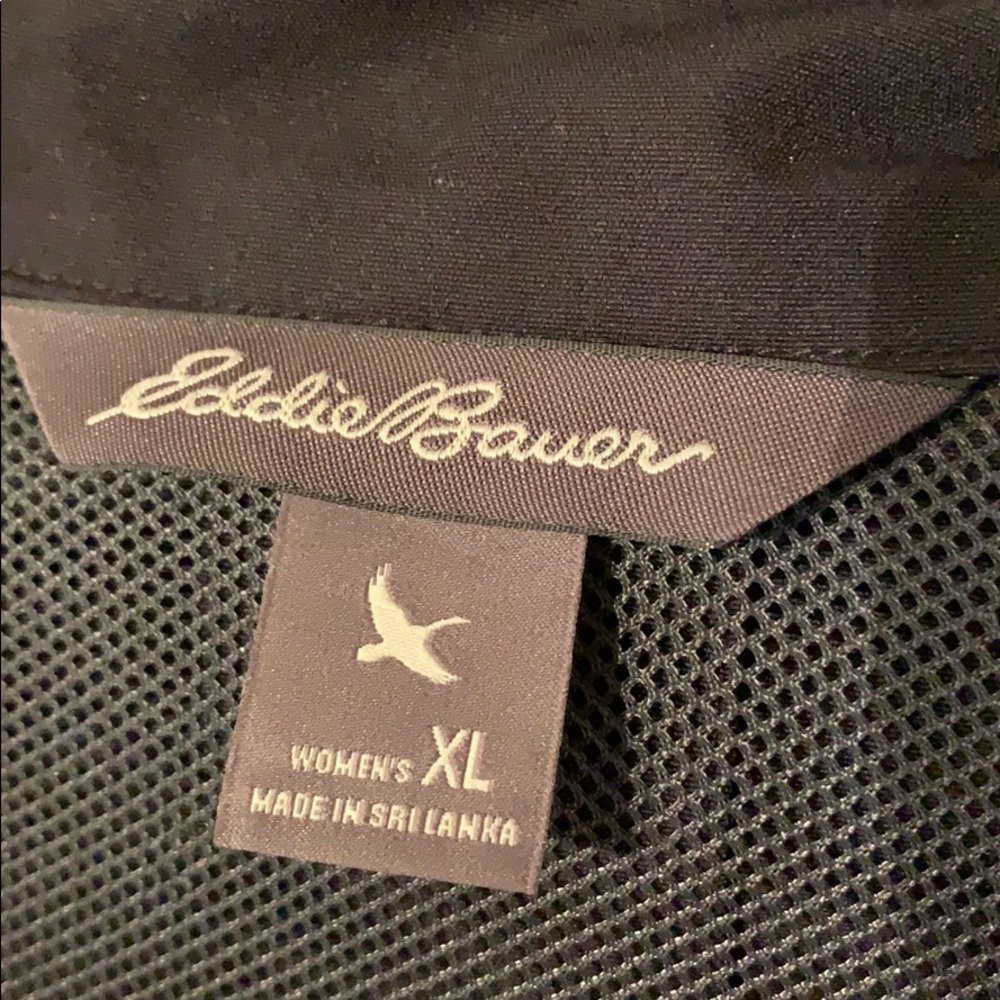 Eddie Bauer
WOMEN'S XL
MADE IN SRI LANKA